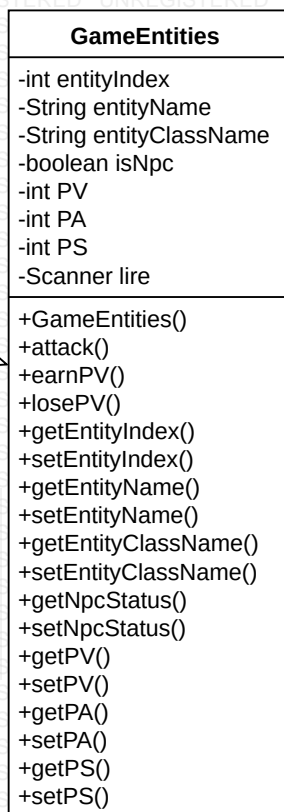 GameEntities
-int entityIndex
-String entityName
-String entityClassName
-boolean isNpc
-int PV
-int PA
-int PS
-Scanner lire
+GameEntities()
+attack()
+earnPV()
+losePV()
+getEntityIndex()
+setEntityIndex()
+getEntityName()
+setEntityName()
+getEntityClassName()
+setEntityClassName()
+getNpcStatus()
+setNpcStatus()
+getPV()
+setPV()
+getPA()
+setPA()
+getPS()
+setPS()